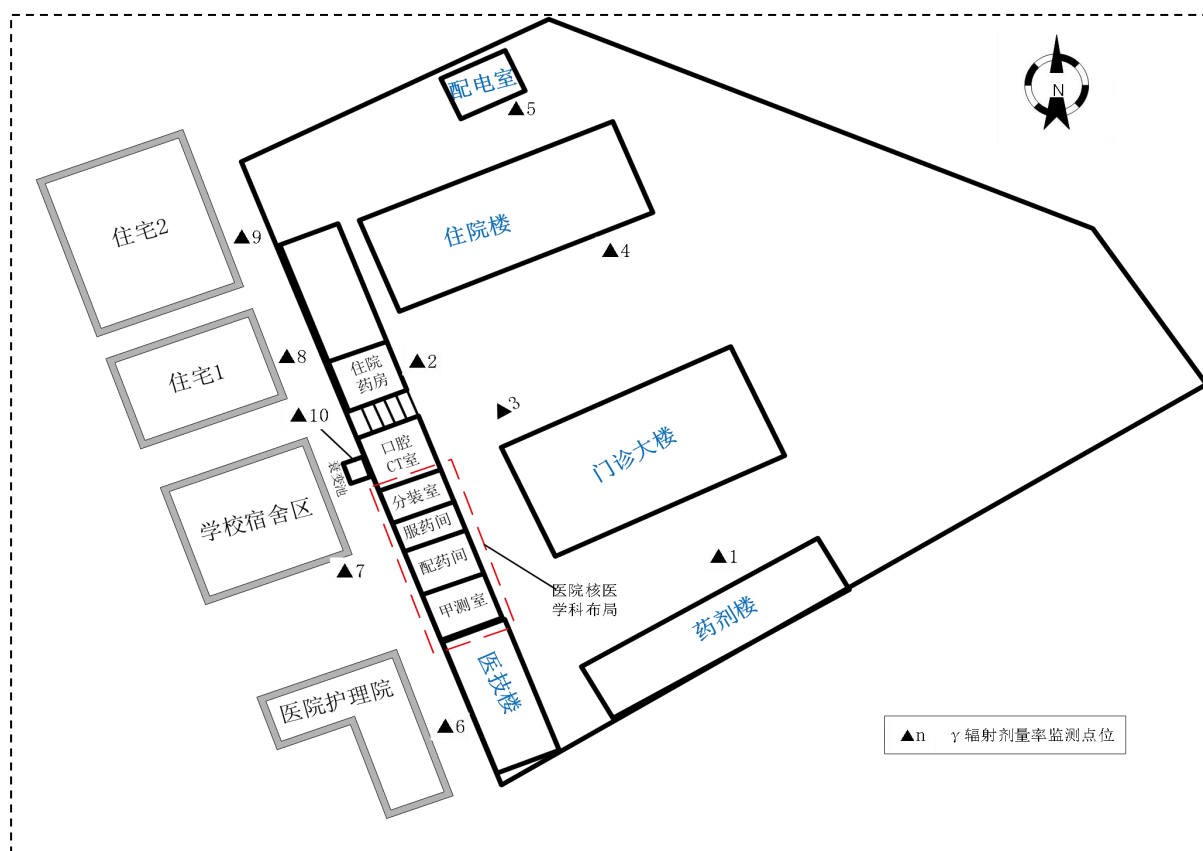 配电室
▲5
N
住宅2
▲9
住院楼
▲4
住宅1
▲8
住院
药房
▲2
▲10
▲3
口腔
CT室
衰变池
门诊大楼
学校宿舍区
分装室
服药间
配药间
甲测室
▲7
▲1
医院核医
学科布局
药剂楼
医技楼
医院护理院
▲6
▲n γ辐射剂量率监测点位